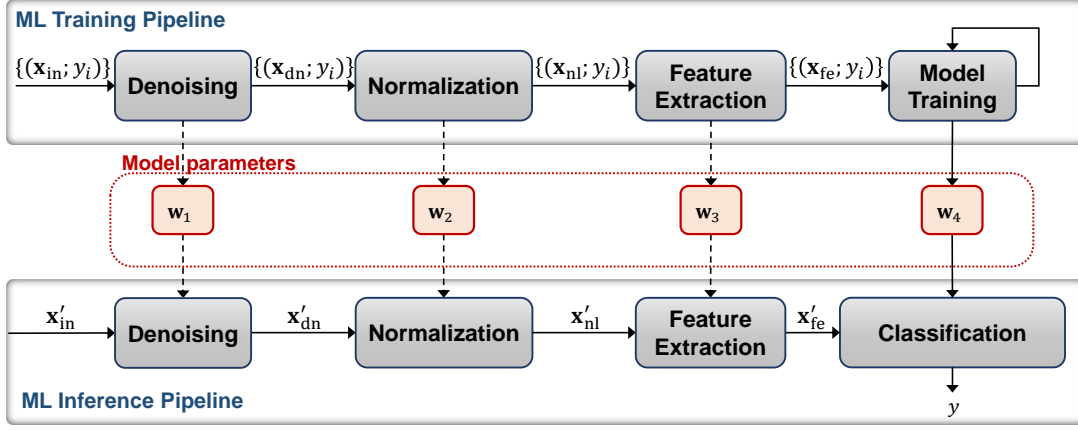 ML Training Pipeline
{(𝐱in; yi)}
Denoising
{(𝐱dn; yi)}
Normalization
{(𝐱nl; yi)}
Feature
Extraction
{(𝐱fe; yi)}
Model
Training
Model parameters
𝐰1
𝐰2
𝐰3
𝐰4
𝐱′in
Denoising
𝐱′dn
Normalization
𝐱′nl
Feature
Extraction
𝐱′fe
Classification
ML Inference Pipeline
y